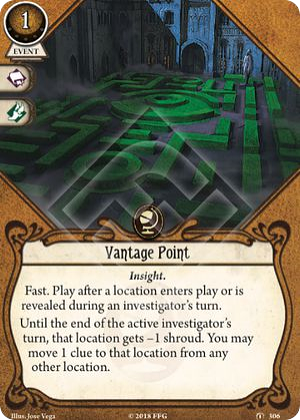 1
EVENT
Vantage Point
Insight.
Fast. Play after a location enters play or is
revealed during an investigator's turn.
Until the end of the active investigator's
turn, that location gets –1 shroud. You may
move 1 clue to that location from any
other location.
Illus. Jose Vega
© 2018 FFG
306